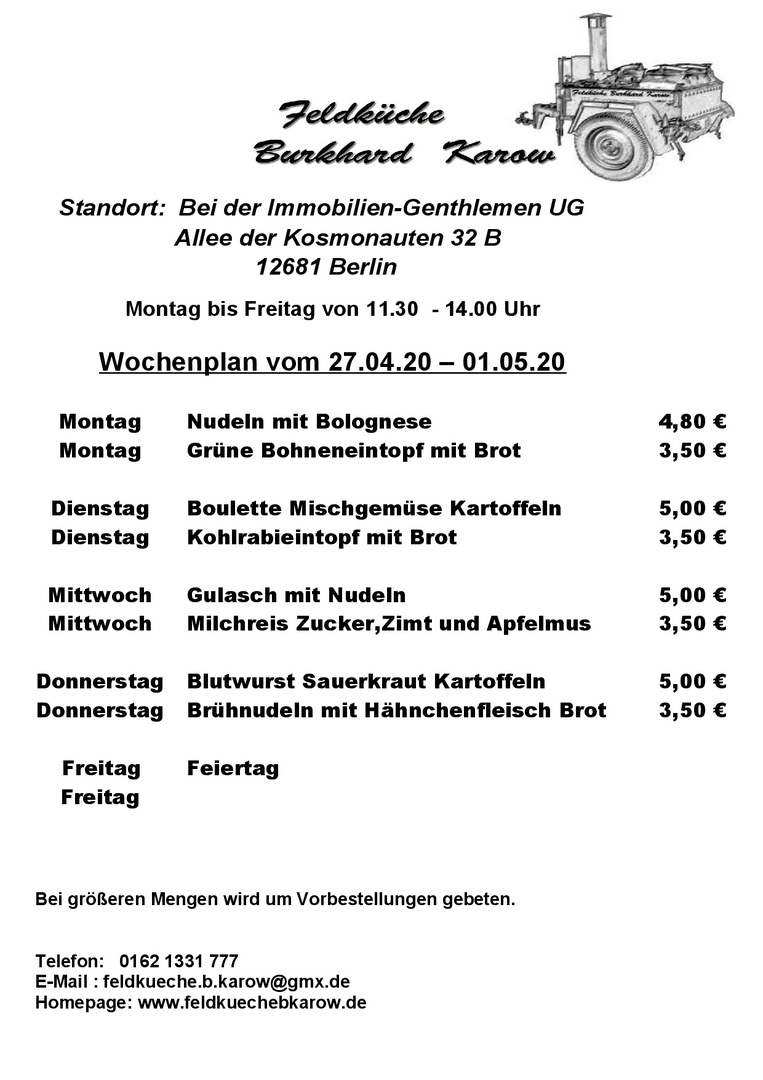 Feldküche Burkhard Karow
Feldküche
Burkhard Karow
Standort: Bei der Immobilien-Genthlemen UG
Allee der Kosmonauten 32 B
12681 Berlin
Montag bis Freitag von 11.30 - 14.00 Uhr
Wochenplan vom 27.04.20 – 01.05.20
Montag Nudeln mit Bolognese 4,80 €
Montag Grüne Bohneneintopf mit Brot 3,50 €
Dienstag Boulette Mischgemüse Kartoffeln 5,00 €
Dienstag Kohlrabieintopf mit Brot 3,50 €
Mittwoch Gulasch mit Nudeln 5,00 €
Mittwoch Milchreis Zucker,Zimt und Apfelmus 3,50 €
Donnerstag Blutwurst Sauerkraut Kartoffeln 5,00 €
Donnerstag Brühnudeln mit Hähnchenfleisch Brot 3,50 €
Freitag Feiertag
Freitag
Bei größeren Mengen wird um Vorbestellungen gebeten.
Telefon: 0162 1331 777
E-Mail : feldkueche.b.karow@gmx.de
Homepage: www.feldkuechebkarow.de